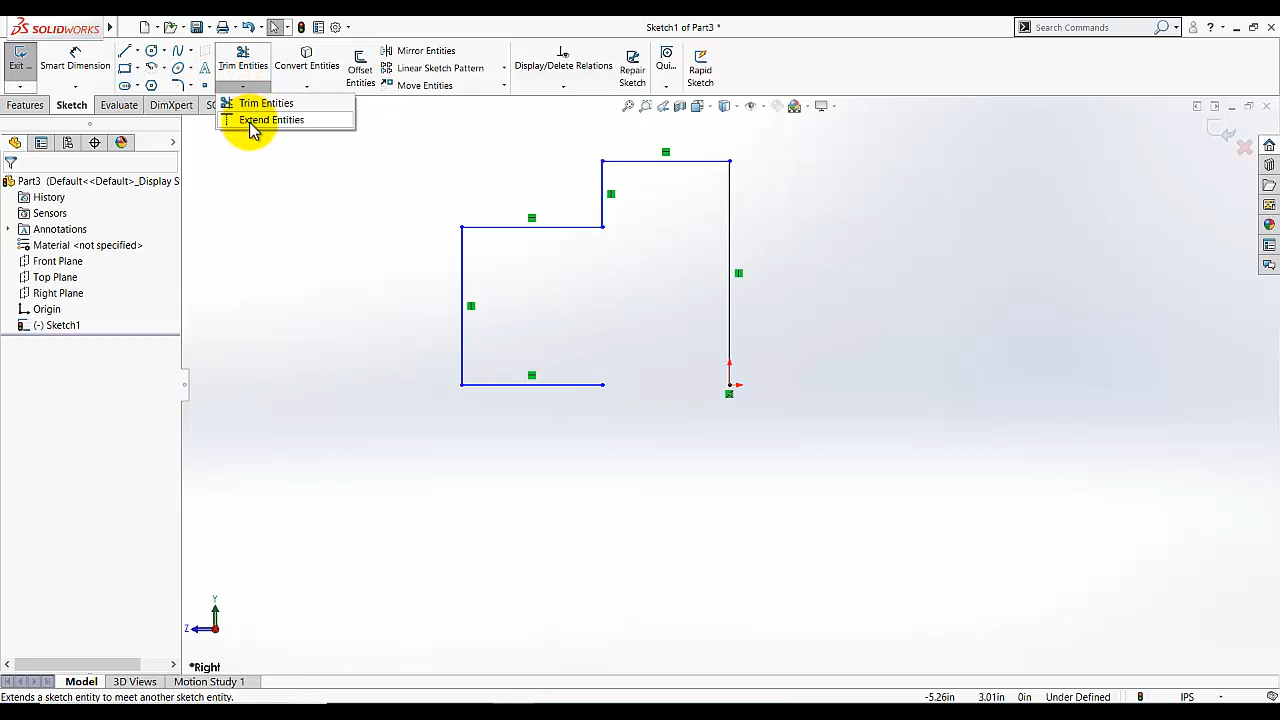 SOLIDWORKS
Sketch1 of Part3 *
Search Commands
?
Exit ...
Smart Dimension
Trim Entities
Convert Entities
Offset Entities
Mirror Entities
Linear Sketch Pattern
Move Entities
Display/Delete Relations
Repair Sketch
Qui...
Rapid Sketch
Features
Sketch
Evaluate
DimXpert
SO
Trim Entities
Extend Entities
Part3 (Default<<Default>_Display S
History
Sensors
Annotations
Material <not specified>
Front Plane
Top Plane
Right Plane
Origin
(-) Sketch1
Y
Z
*Right
Model
3D Views
Motion Study 1
Extends a sketch entity to meet another sketch entity.
-5.26in
3.01in
0in
Under Defined
IPS
-